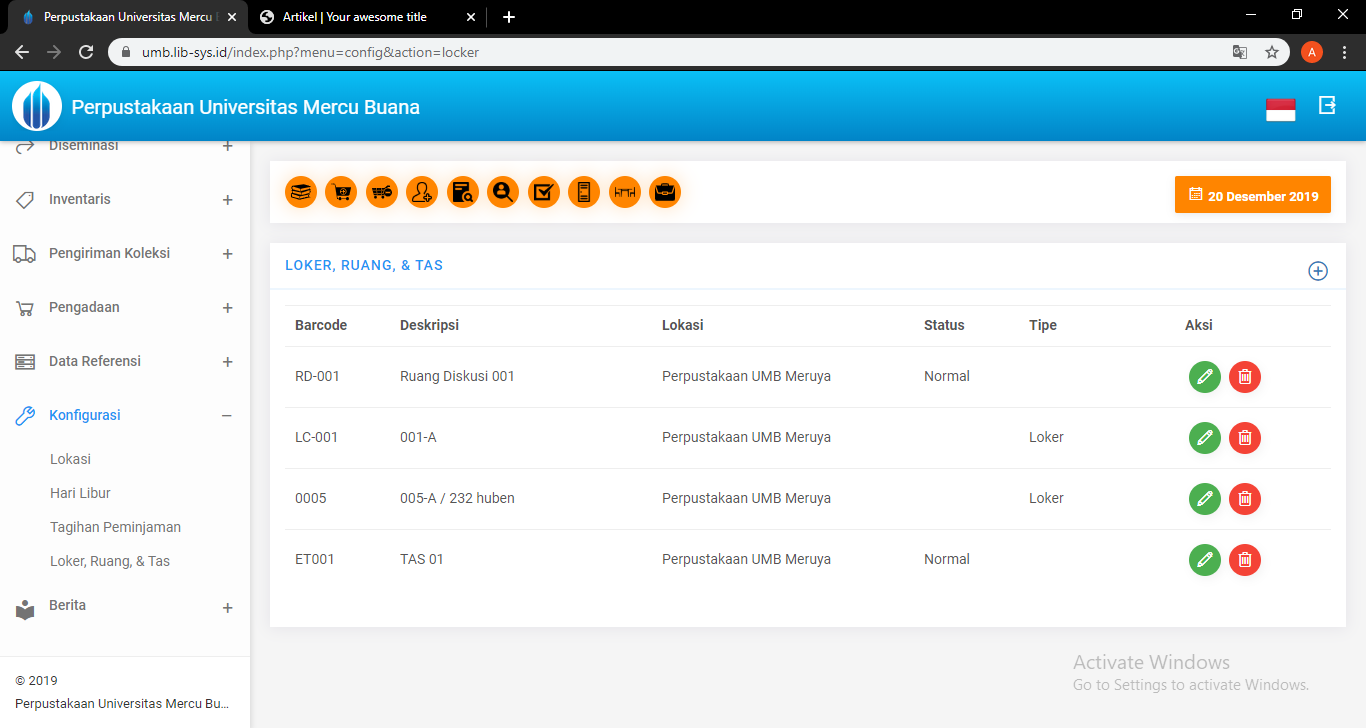 Perpustakaan Universitas Mercu
Artikel | Your awesome title
umb.lib-sys.id/index.php?menu=config&action=locker
A
Perpustakaan Universitas Mercu Buana
Diseminasi
Inventaris
Pengiriman Koleksi
Pengadaan
Data Referensi
Konfigurasi
Lokasi
Hari Libur
Tagihan Peminjaman
Loker, Ruang, & Tas
Berita
© 2019
Perpustakaan Universitas Mercu Bu...
20 Desember 2019
LOKER, RUANG, & TAS
Barcode Deskripsi Lokasi Status Tipe Aksi
RD-001 Ruang Diskusi 001 Perpustakaan UMB Meruya Normal
LC-001 001-A Perpustakaan UMB Meruya Loker
0005 005-A / 232 huben Perpustakaan UMB Meruya Loker
ET001 TAS 01 Perpustakaan UMB Meruya Normal
Activate Windows
Go to Settings to activate Windows.